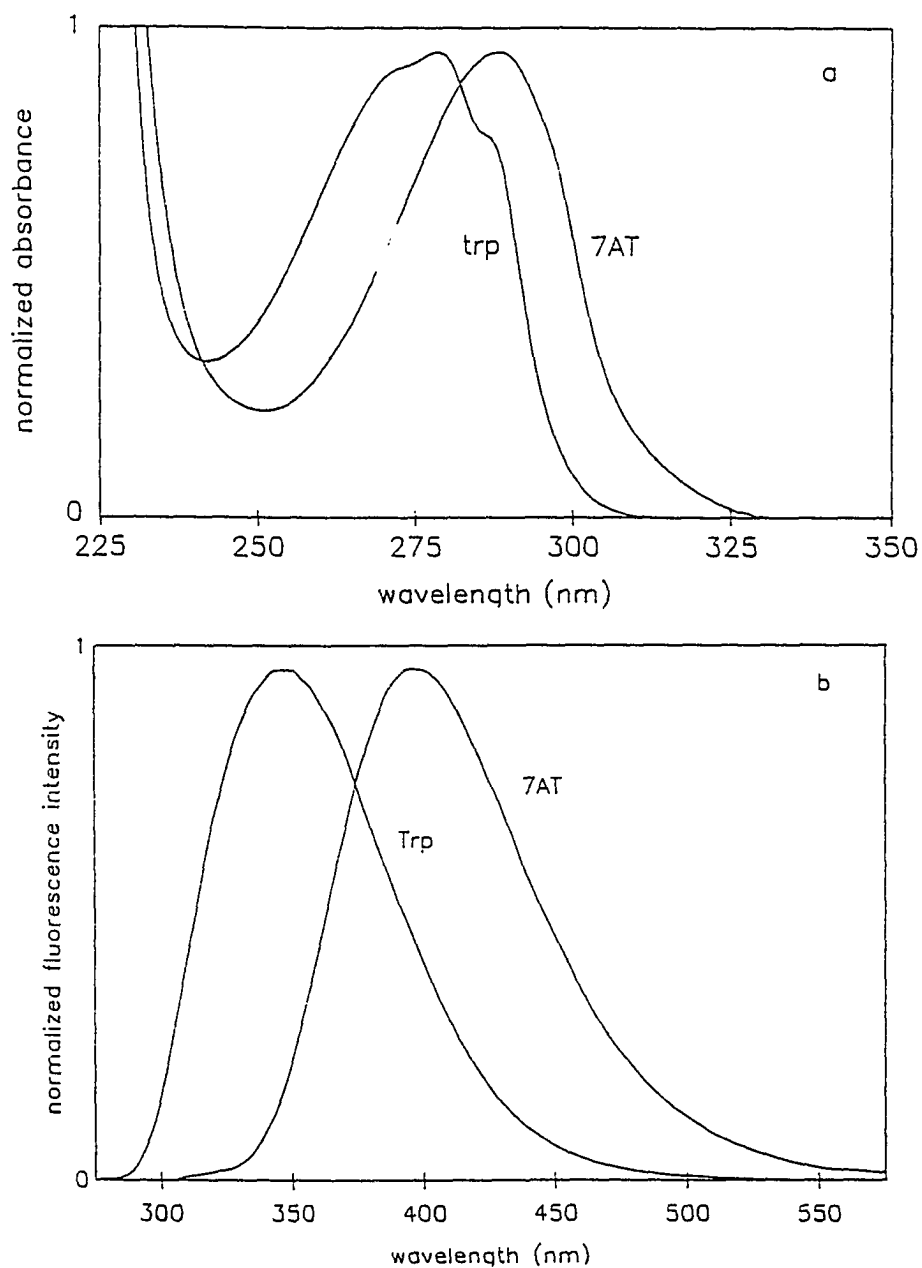 1
a
normalized absorbance
trp
7AT
0
225 250 275 300 325 350
wavelength (nm)
1
b
normalized fluorescence intensity
7AT
Trp
0
300 350 400 450 500 550
wavelength (nm)